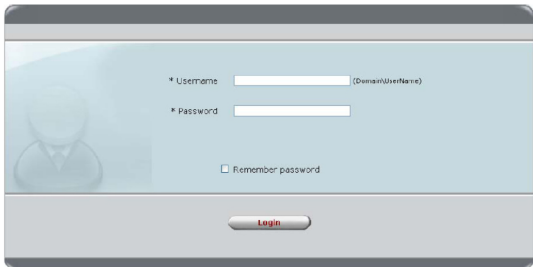 * Username (Domain\UserName)
* Password
Remember password
Login